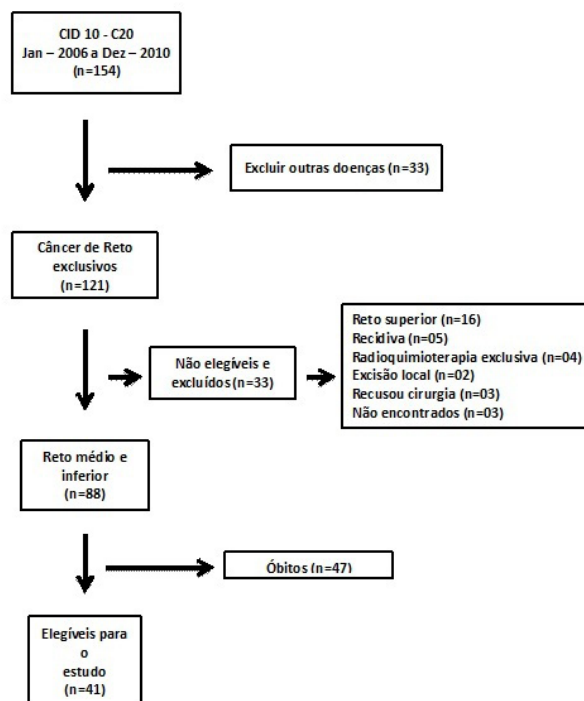 CID 10 - C20
Jan – 2006 a Dez – 2010
(n=154)
Excluir outras doenças (n=33)
Câncer de Reto
exclusivos
(n=121)
Não elegíveis e
excluídos (n=33)
Reto superior (n=16)
Recidiva (n=05)
Radioquimioterapia exclusiva (n=04)
Excisão local (n=02)
Recusou cirurgia (n=03)
Não encontrados (n=03)
Reto médio e
inferior
(n=88)
Óbitos (n=47)
Elegíveis para
o
estudo
(n=41)